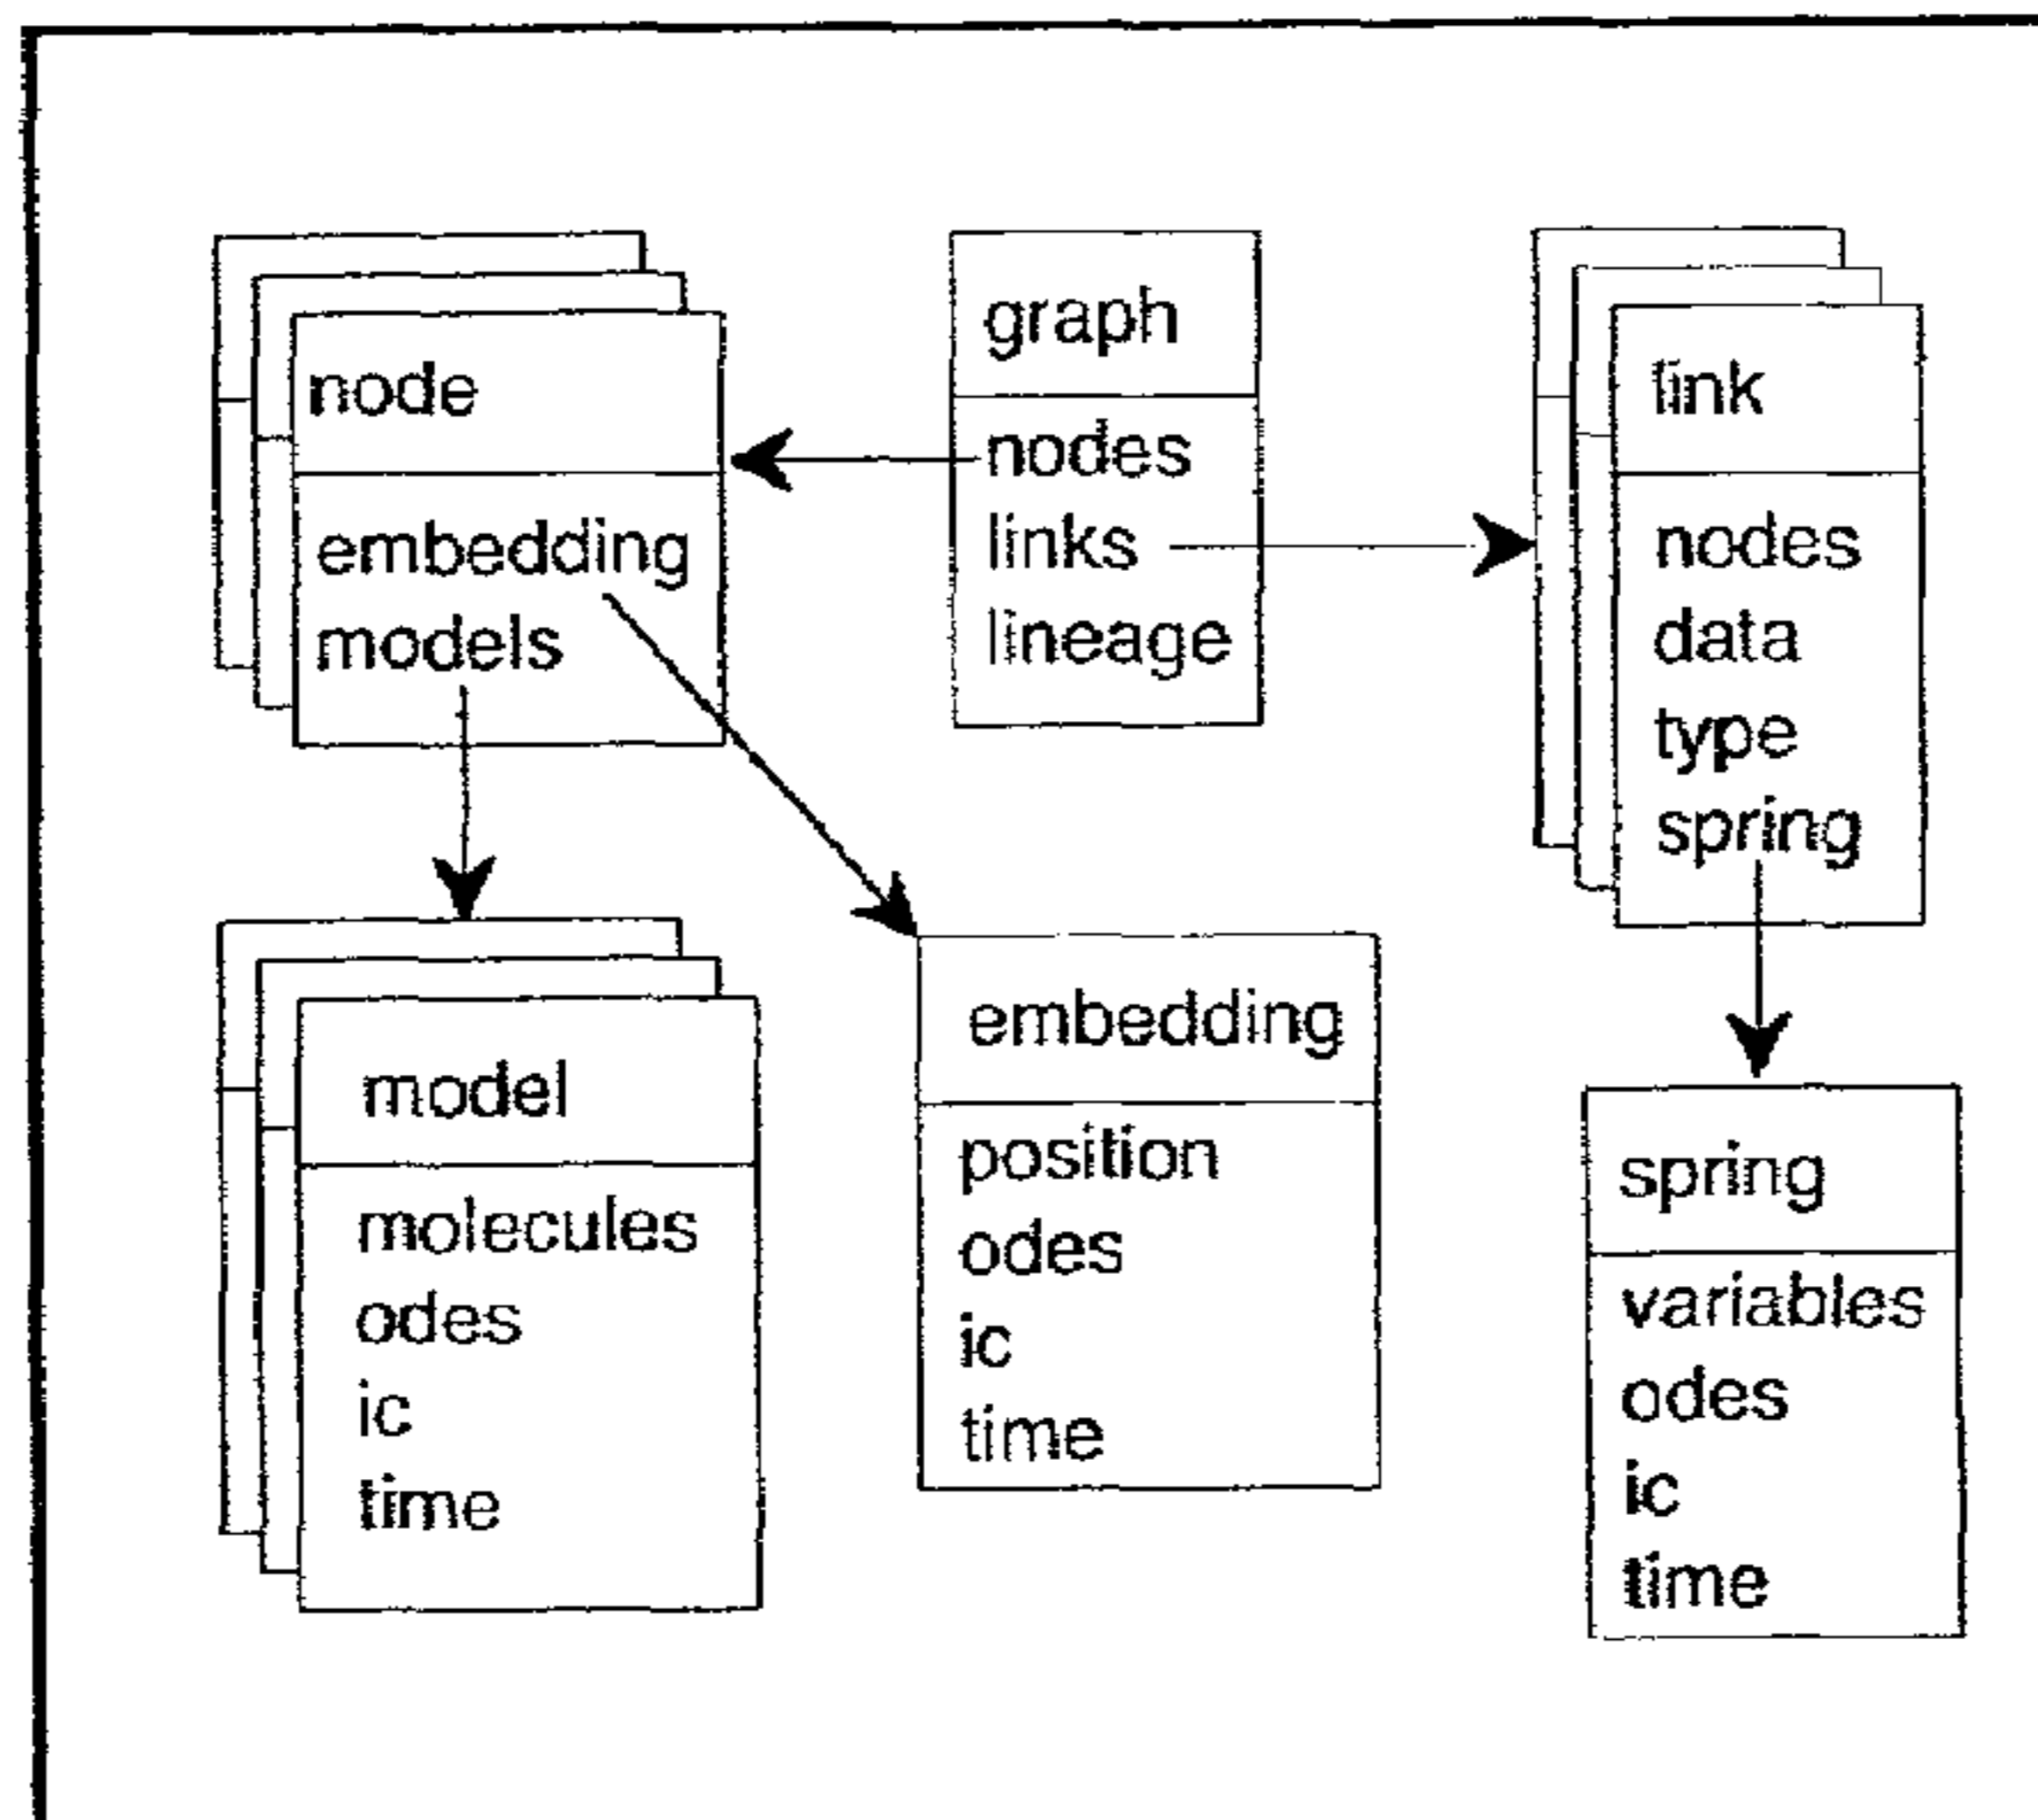 graph
nodes
links
lineage
node
embedding
models
link
nodes
data
type
spring
model
molecules
odes
ic
time
embedding
position
odes
ic
time
spring
variables
odes
ic
time